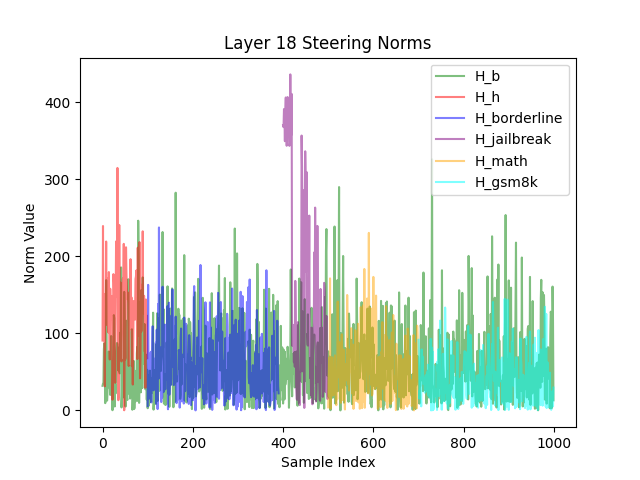 Layer 18 Steering Norms
H_b
H_h
H_borderline
H_jailbreak
H_math
H_gsm8k
400
300
200
100
0
Norm Value
0
200
400
600
800
1000
Sample Index